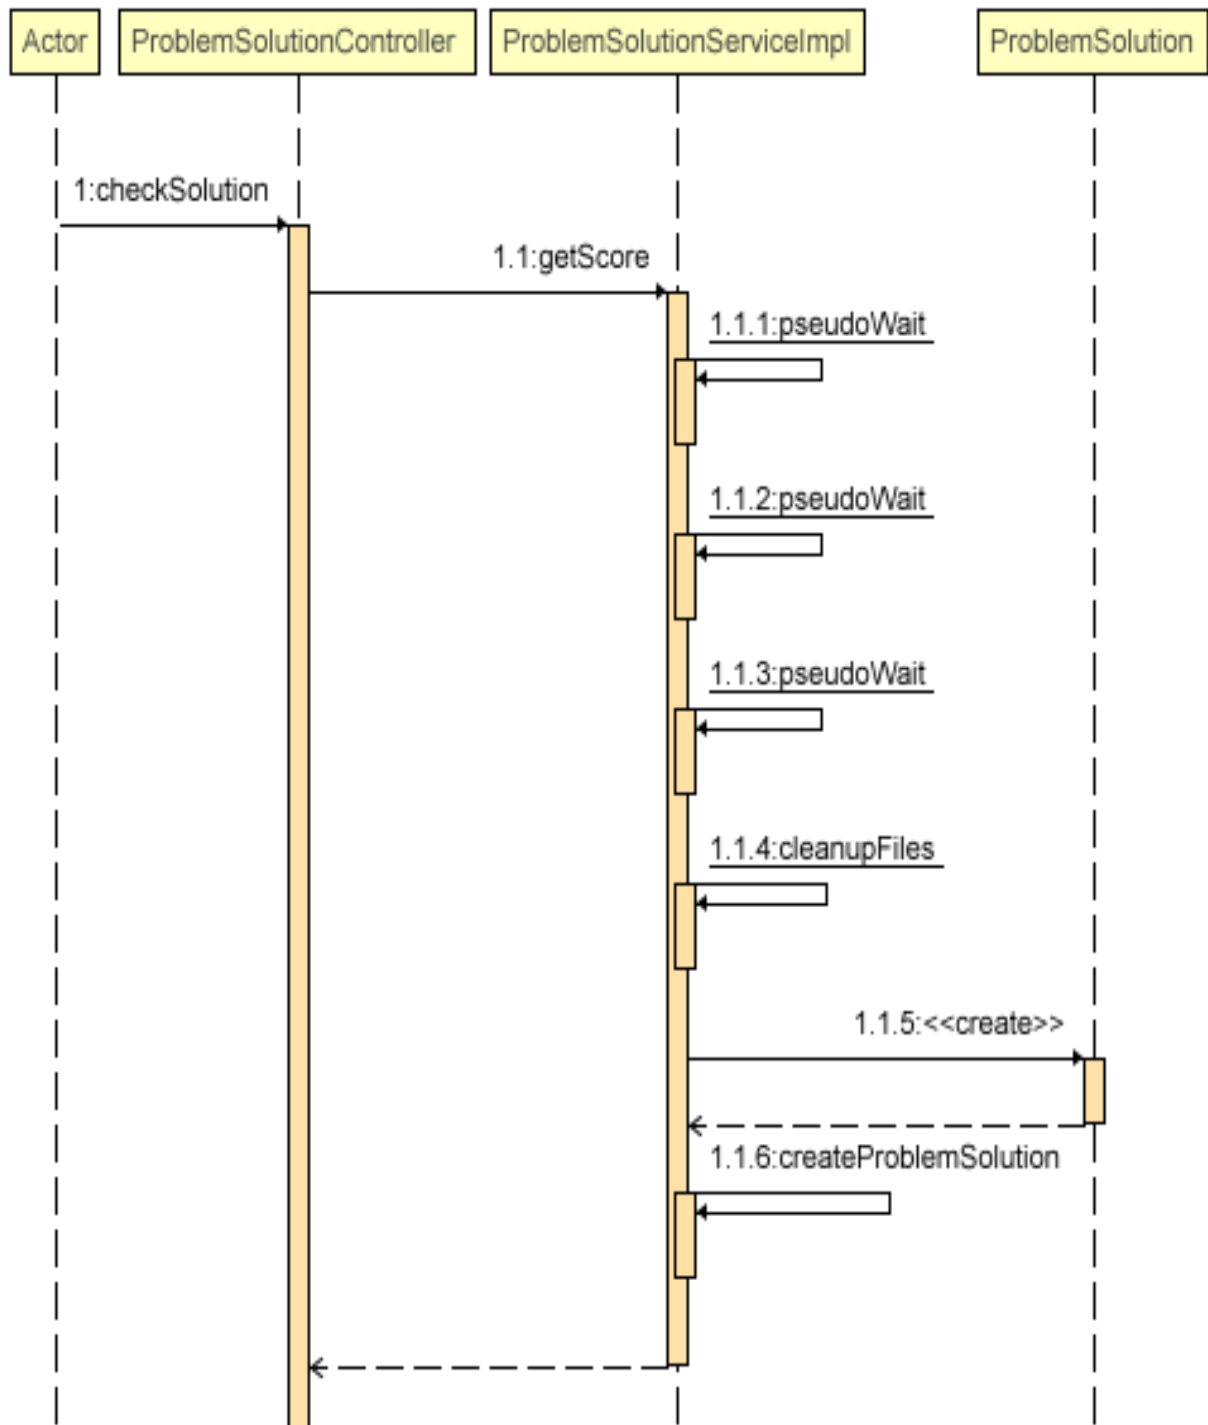 Actor
ProblemSolutionController
ProblemSolutionServiceImpl
ProblemSolution
1:checkSolution
1.1:getScore
1.1.1:pseudoWait
1.1.2:pseudoWait
1.1.3:pseudoWait
1.1.4:cleanupFiles
1.1.5:<<create>>
1.1.6:createProblemSolution